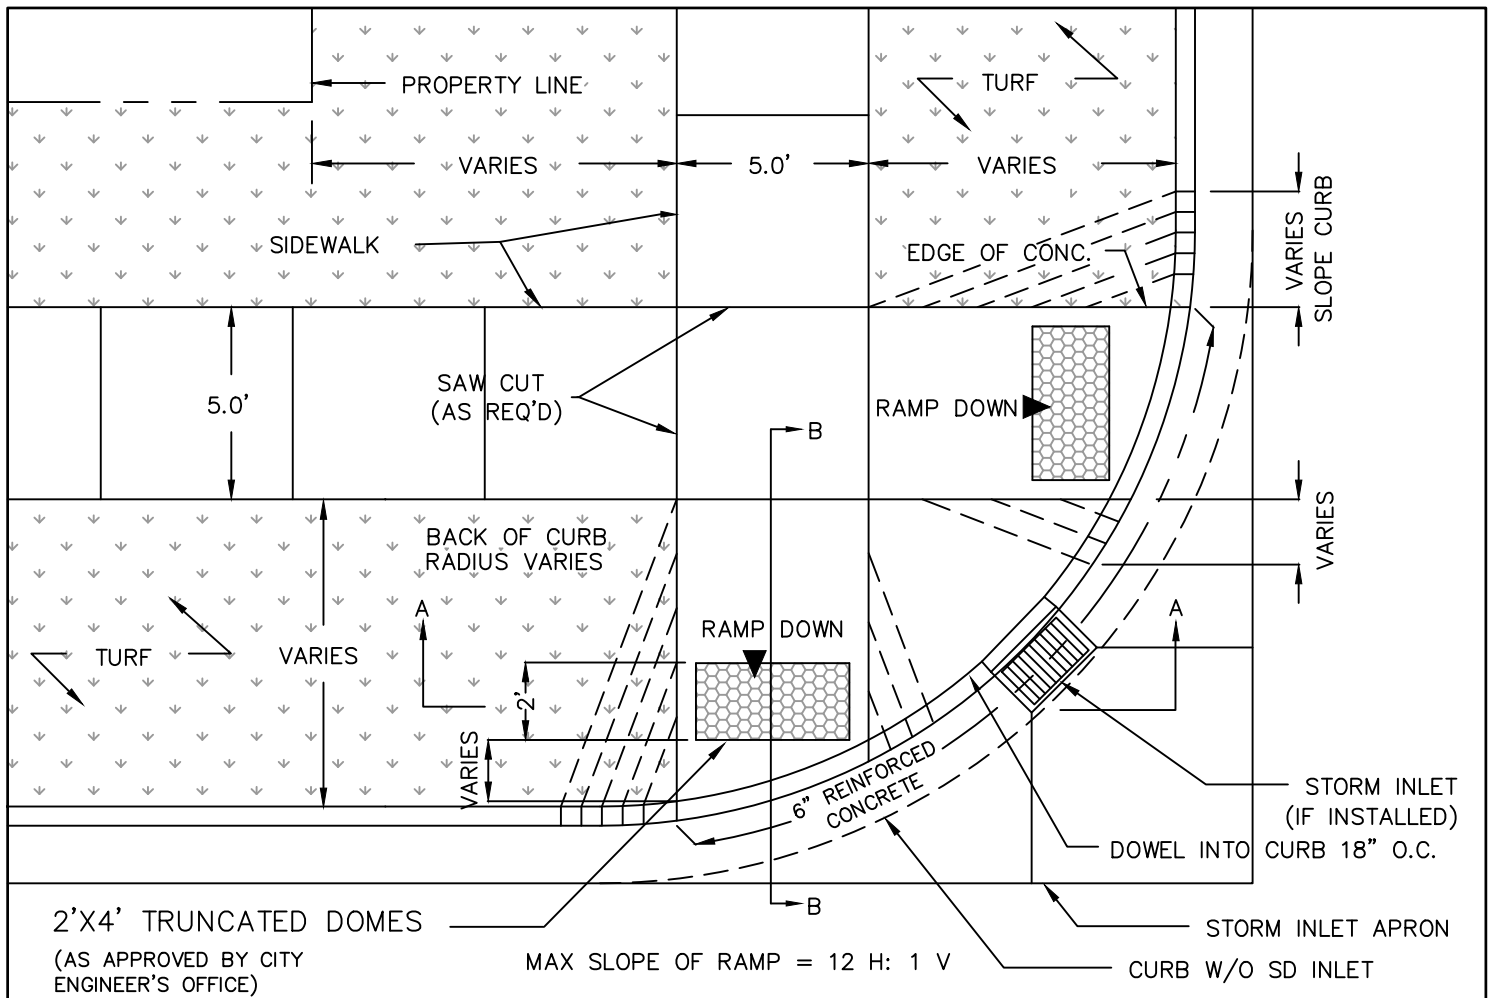 PROPERTY LINE
TURF
VARIES
5.0'
VARIES
SIDEWALK
EDGE OF CONC.
VARIES
SLOPE CURB
5.0'
SAW CUT
(AS REQ'D)
RAMP DOWN
B
BACK OF CURB
RADIUS VARIES
VARIES
A
A
RAMP DOWN
TURF
VARIES
2'
VARIES
6" REINFORCED
CONCRETE
STORM INLET
(IF INSTALLED)
DOWEL INTO CURB 18" O.C.
B
2'X4' TRUNCATED DOMES
(AS APPROVED BY CITY
ENGINEER'S OFFICE)
MAX SLOPE OF RAMP = 12 H: 1 V
STORM INLET APRON
CURB W/O SD INLET